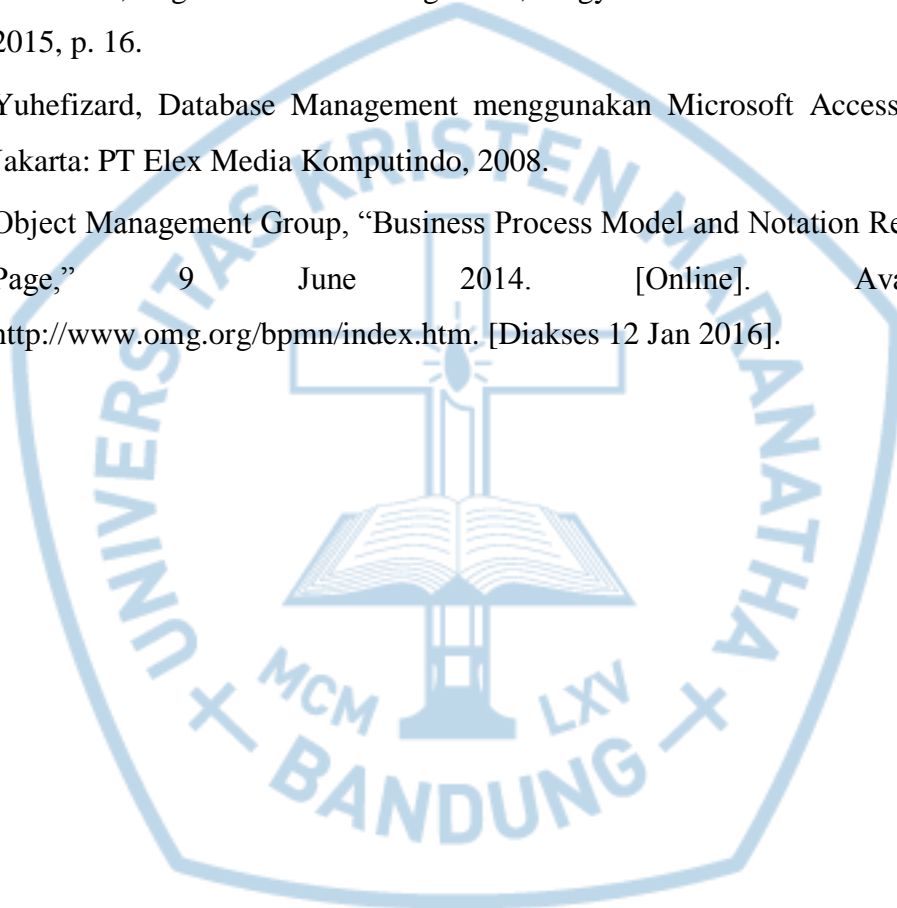 2015, p. 16.
Yuhefizard, Database Management menggunakan Microsoft Access
Jakarta: PT Elex Media Komputindo, 2008.
Object Management Group, “Business Process Model and Notation Re
Page,” 9 June 2014. [Online]. Ava
http://www.omg.org/bpmn/index.htm. [Diakses 12 Jan 2016].
UNIVERSITAS KRISTEN MARANATHA
MCM LXV
BANDUNG